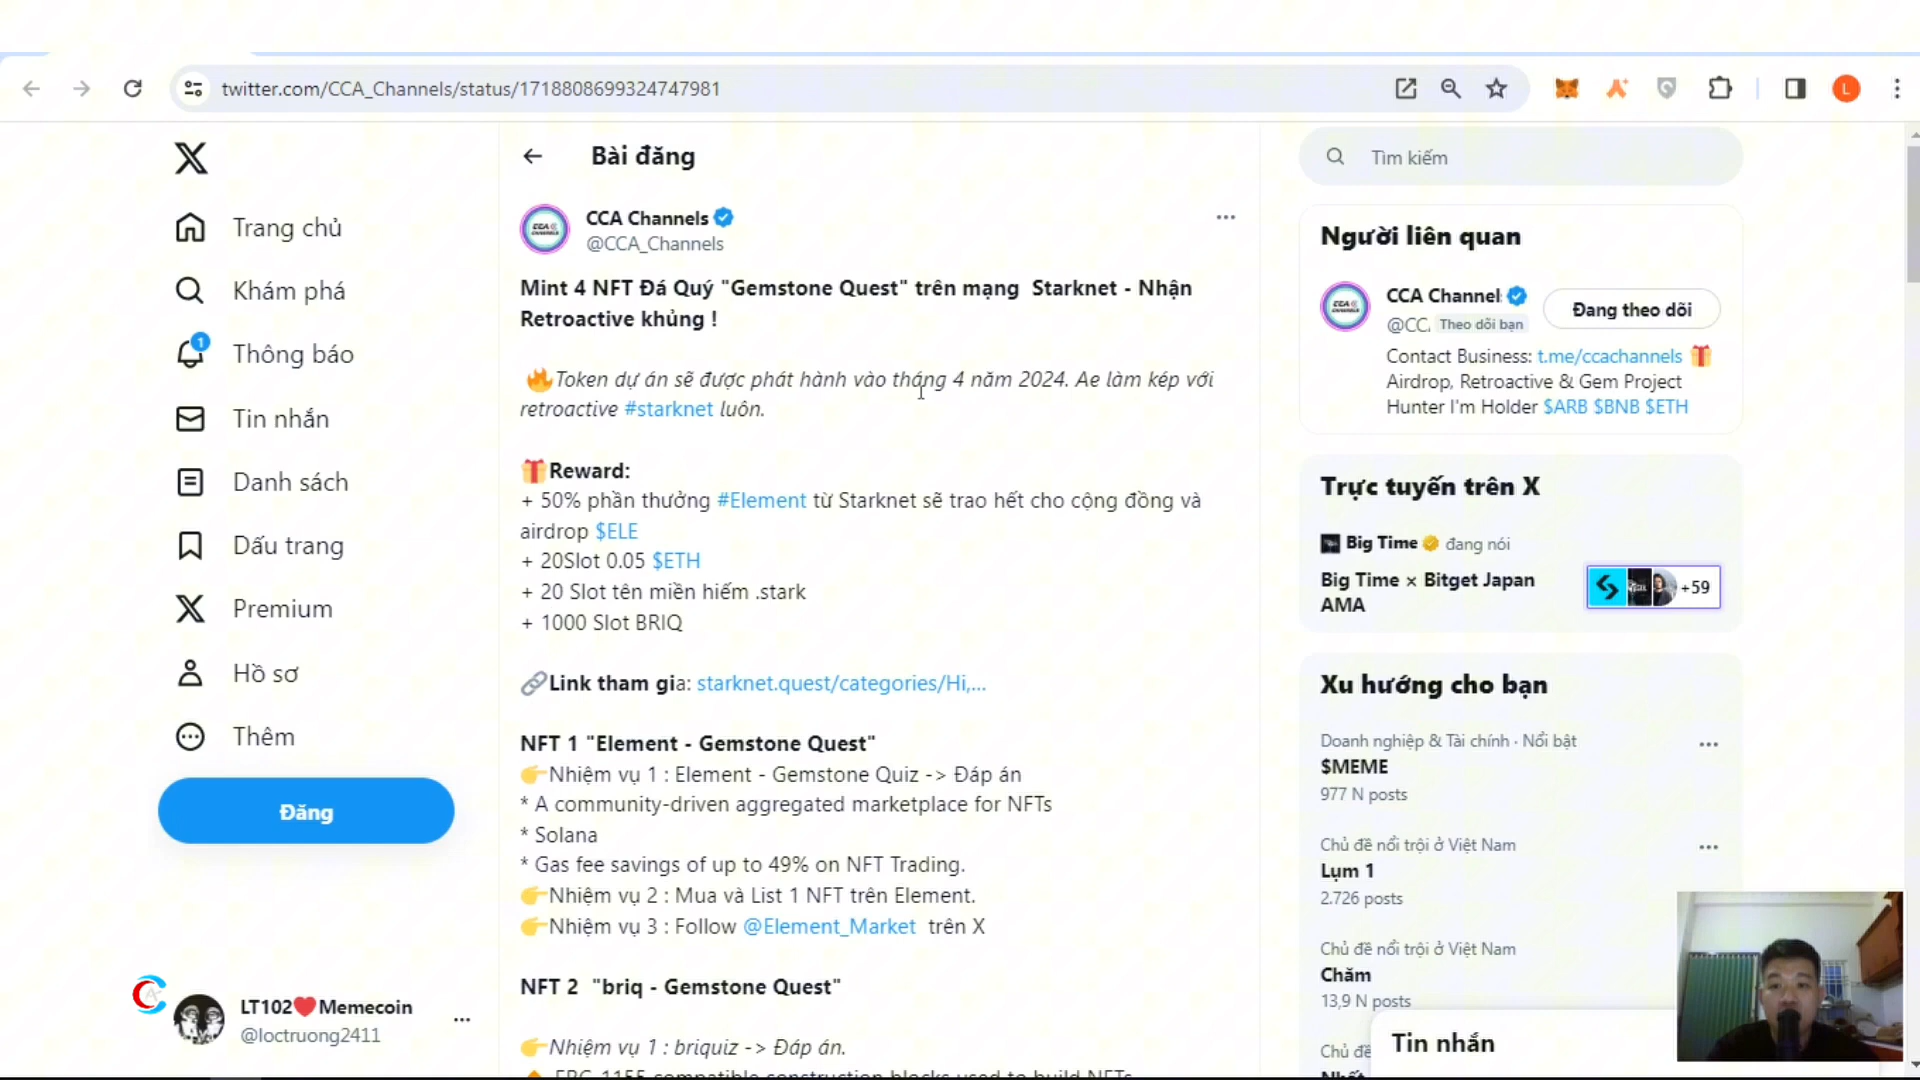 twitter.com/CCA_Channels/status/1718808699324747981
L
Trang chủ
Khám phá
1
Thông báo
Tin nhắn
Danh sách
Dấu trang
Premium
Hồ sơ
Thêm
Đăng
LT102❤️Memecoin
@loctruong2411
Bài đăng
CCA Channels
@CCA_Channels
Mint 4 NFT Đá Quý "Gemstone Quest" trên mạng Starknet - Nhận
Retroactive khủng !
🔥Token dự án sẽ được phát hành vào tháng 4 năm 2024. Ae làm kép với
retroactive #starknet luôn.
🎁Reward:
+ 50% phần thưởng #Element từ Starknet sẽ trao hết cho cộng đồng và
airdrop $ELE
+ 20Slot 0.05 $ETH
+ 20 Slot tên miền hiếm .stark
+ 1000 Slot BRIQ
🔗Link tham gia: starknet.quest/categories/Hi,...
NFT 1 "Element - Gemstone Quest"
👉Nhiệm vụ 1 : Element - Gemstone Quiz -> Đáp án
* A community-driven aggregated marketplace for NFTs
* Solana
* Gas fee savings of up to 49% on NFT Trading.
👉Nhiệm vụ 2 : Mua và List 1 NFT trên Element.
👉Nhiệm vụ 3 : Follow @Element_Market trên X
NFT 2 "briq - Gemstone Quest"
👉Nhiệm vụ 1 : briquiz -> Đáp án.
🔸 ERC-1155 compatible construction blocks used to build NFTs
Tìm kiếm
Người liên quan
CCA Channel
@CC
Theo dõi bạn
Đang theo dõi
Contact Business: t.me/ccachannels 🎁
Airdrop, Retroactive & Gem Project
Hunter I'm Holder $ARB $BNB $ETH
Trực tuyến trên X
Big Time đang nói
Big Time × Bitget Japan
AMA
+59
Xu hướng cho bạn
Doanh nghiệp & Tài chính · Nổi bật
$MEME
977 N posts
Chủ đề nổi trội ở Việt Nam
Lụm 1
2.726 posts
Chủ đề nổi trội ở Việt Nam
Chăm
13,9 N posts
Chủ đề
Tin nhắn